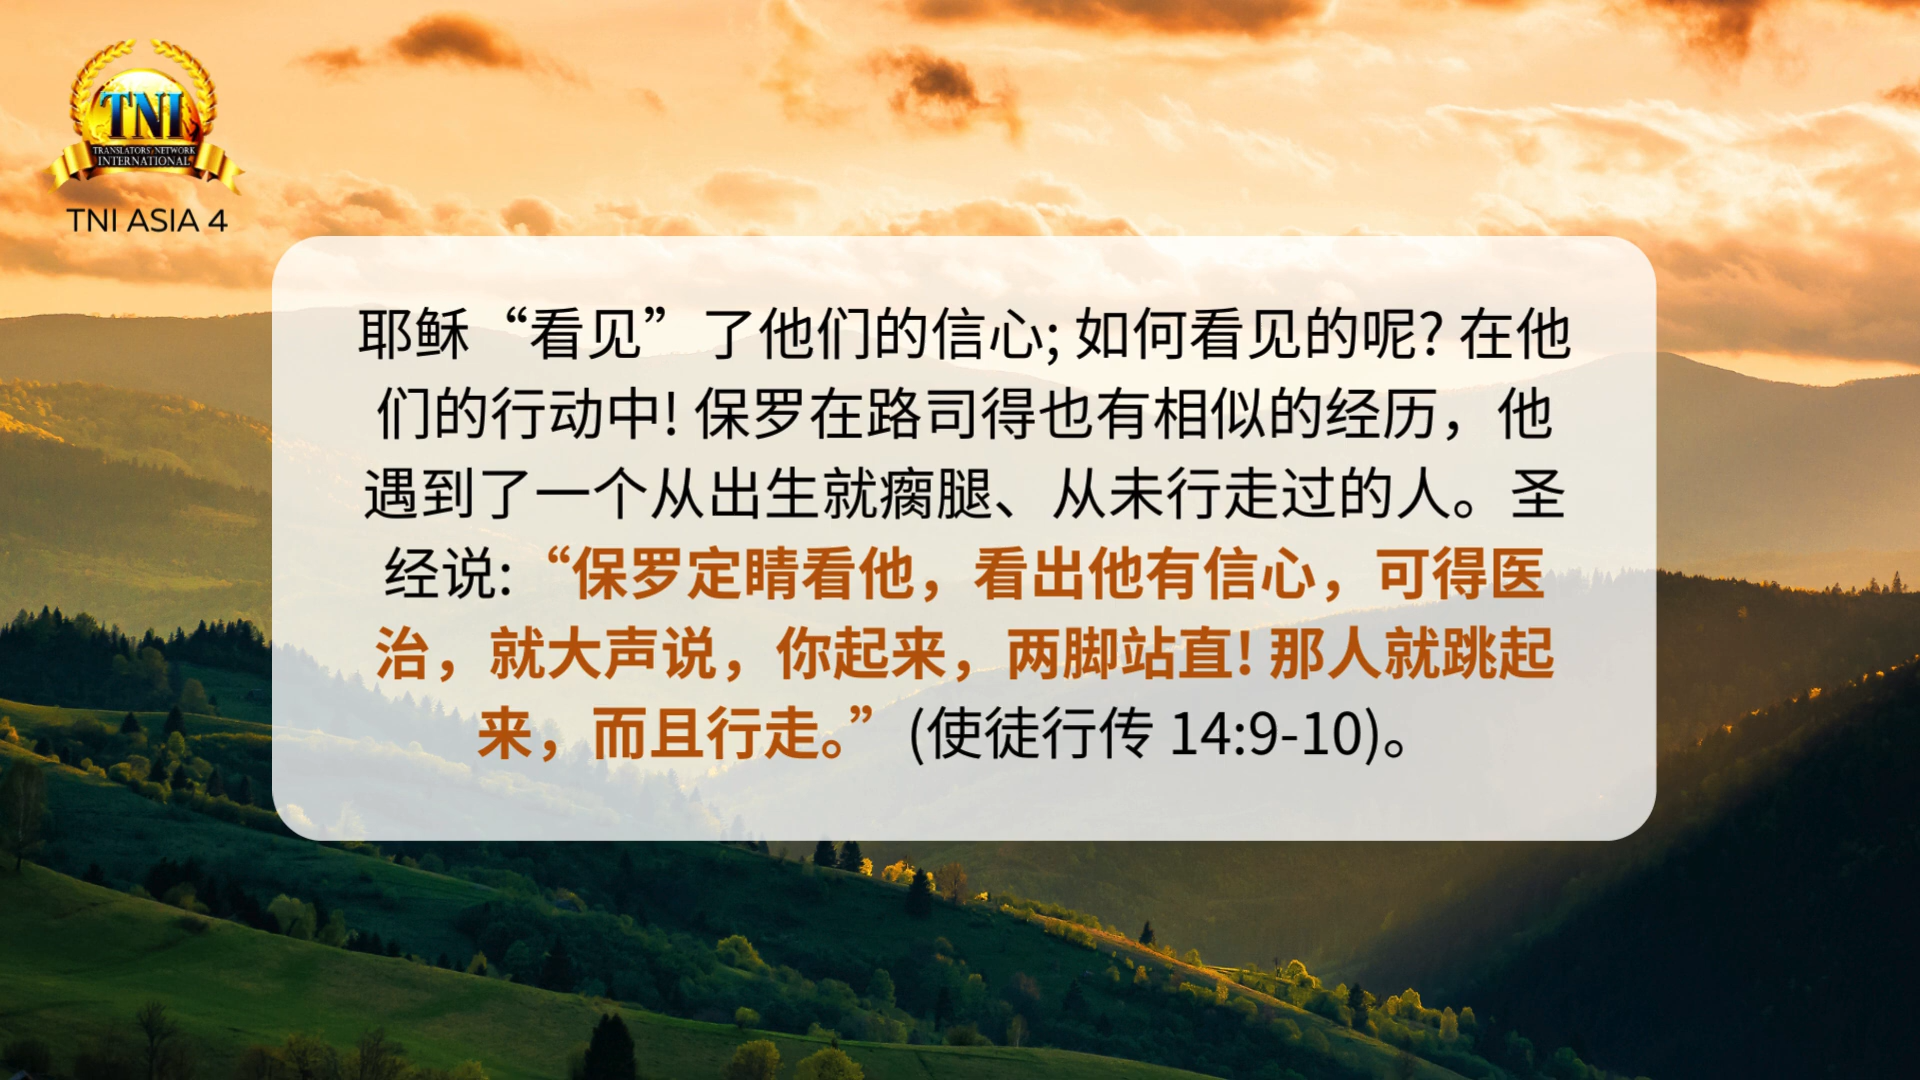 TNI
TRANSLATORS' NETWORK
INTERNATIONAL
TNI ASIA 4
耶稣“看见”了他们的信心; 如何看见的呢? 在他
们的行动中! 保罗在路司得也有相似的经历，他
遇到了一个从出生就瘸腿、从未行走过的人。圣
经说:“保罗定睛看他，看出他有信心，可得医
治，就大声说，你起来，两脚站直! 那人就跳起
来，而且行走。”(使徒行传 14:9-10)。